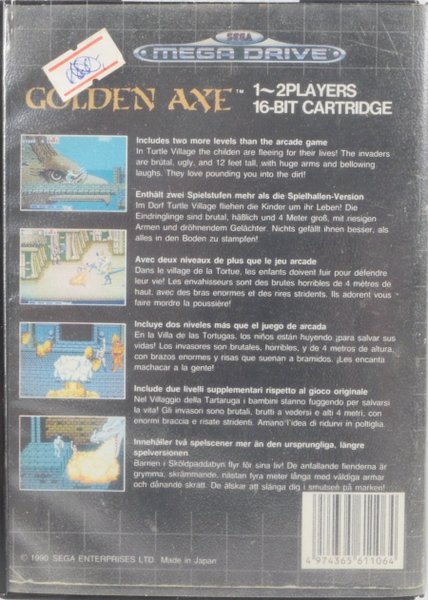 SEGA
MEGA DRIVE
GOLDEN AXE™
1~2PLAYERS
16-BIT CARTRIDGE
Includes two more levels than the arcade game
In Turtle Village the childen are fleeing for their lives! The invaders
are brutal, ugly, and 12 feet tall, with huge arms and bellowing
laughs. They love pounding you into the dirt!
Enthält zwei Spielstufen mehr als die Spielhallen-Version
Im Dorf Turtle Village fliehen die Kinder um ihr Leben! Die
Eindringlinge sind brutal, häßlich und 4 Meter groß, mit riesigen
Armen und dröhnendem Gelächter. Nichts gefällt ihnen besser, als
alles in den Boden zu stampfen!
Avec deux niveaux de plus que le jeu arcade
Dans le village de la Tortue, les enfants doivent fuir pour défendre
leur vie! Les envahisseurs sont des brutes horribles de 4 mètres de
haut, avec des bras enormes et des rires stridents. Ils adorent vous
faire mordre la poussière!
Incluye dos niveles más que el juego de arcada
En la Villa de las Tortugas, los niños están huyendo ¡para salvar sus
vidas! Los invasores son brutales, horribles, y de 4 metros de altura,
con brazos enormes y risas que suenan a bramidos. ¡Les encanta
machacar a la gente!
Include due livelli supplementari rispetto al gioco originale
Nel Villaggio della Tartaruga i bambini stanno fuggendo per salvarsi
la vita! Gli invasori sono brutali, brutti a vedersi e alti 4 metri, con
enormi braccia e risate stridenti. Amano l'idea di ridurvi in poltiglia.
Innehåller två spelscener mer än den ursprungliga, längre
spelversionen
Barnen i Sköldpaddabyn flyr för sina liv! De anfallande fienderna är
grymma, skrämmande, nästan fyra meter långa med väldiga armar
och dånande skratt. De älskar att slänga dig i smutsen på marken!
© 1990 SEGA ENTERPRISES LTD. Made in Japan
4 974365 611064